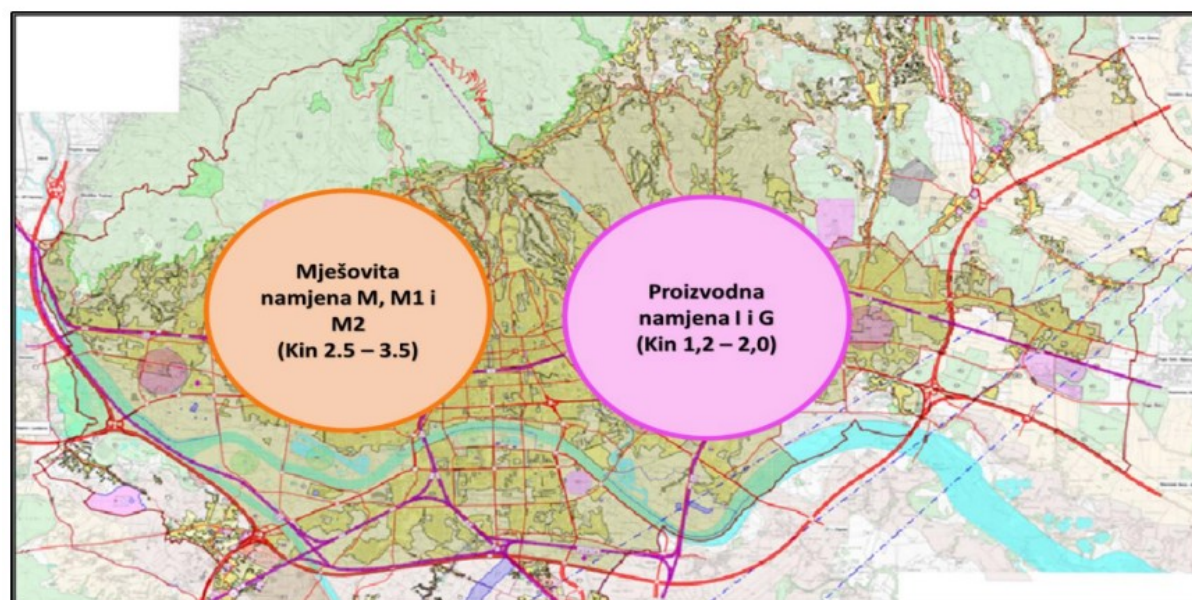 Mješovita
namjena M, M1 i
M2
(Kin 2.5 – 3.5)
Proizvodna
namjena I i G
(Kin 1,2 – 2,0)